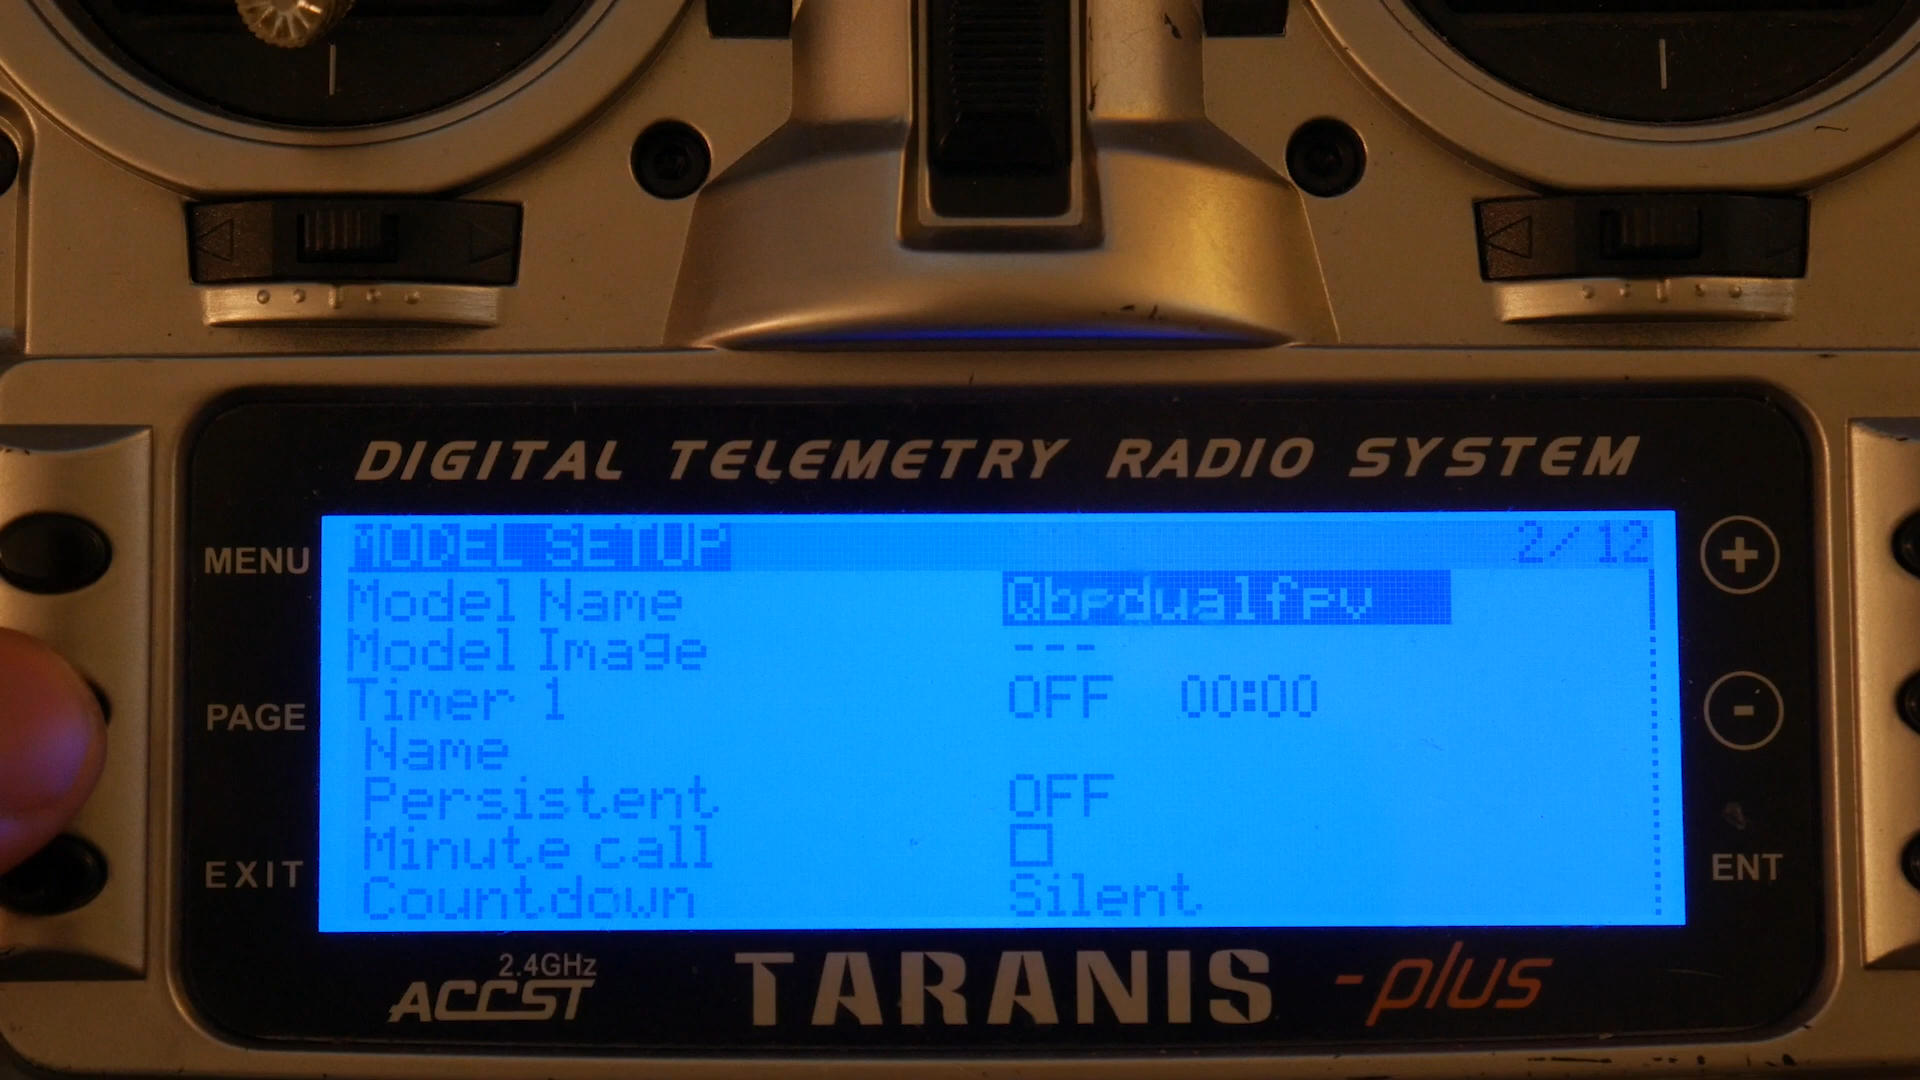 DIGITAL TELEMETRY RADIO SYSTEM
MENU
PAGE
EXIT
MODEL SETUP 2/12
Model Name Qbpdualfpv
Model Image ---
Timer 1 OFF 00:00
Name
Persistent OFF
Minute call
Countdown Silent
+
-
ENT
2.4GHz
ACCST
TARANIS -plus